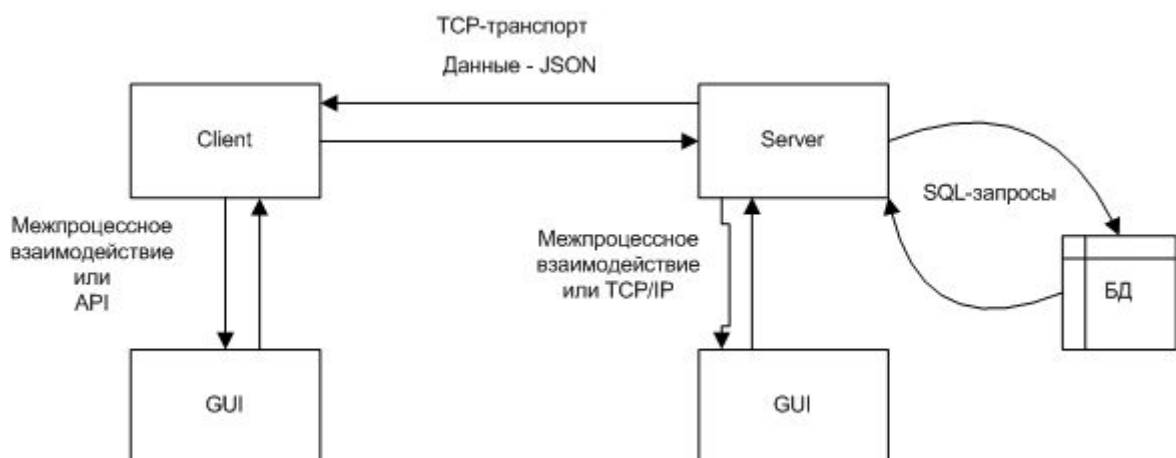 TCP-транспорт
Данные - JSON
Client
Server
SQL-запросы
Межпроцессное
взаимодействие
или
API
Межпроцессное
взаимодействие
или TCP/IP
БД
GUI
GUI